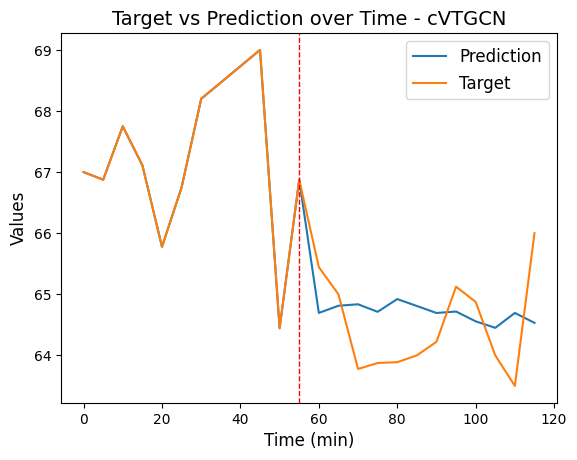 Target vs Prediction over Time - cVTGCN
Prediction
Target
Values
69
68
67
66
65
64
0
20
40
60
80
100
120
Time (min)